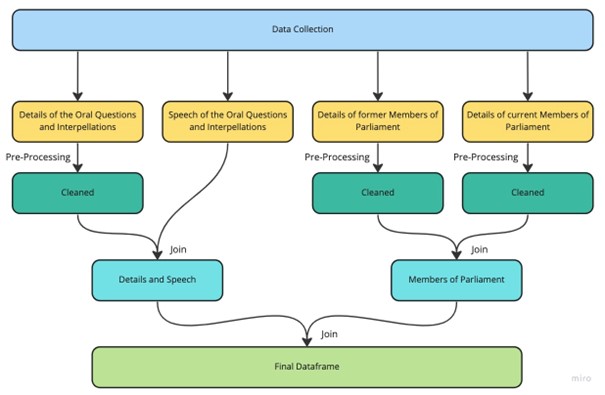 Data Collection
Details of the Oral Questions
and Interpellations
Speech of the Oral Questions
and Interpellations
Details of former Members of
Parliament
Details of current Members of
Parliament
Pre-Processing
Pre-Processing
Pre-Processing
Cleaned
Cleaned
Cleaned
Join
Join
Details and Speech
Members of Parliament
Join
Final Dataframe
miro